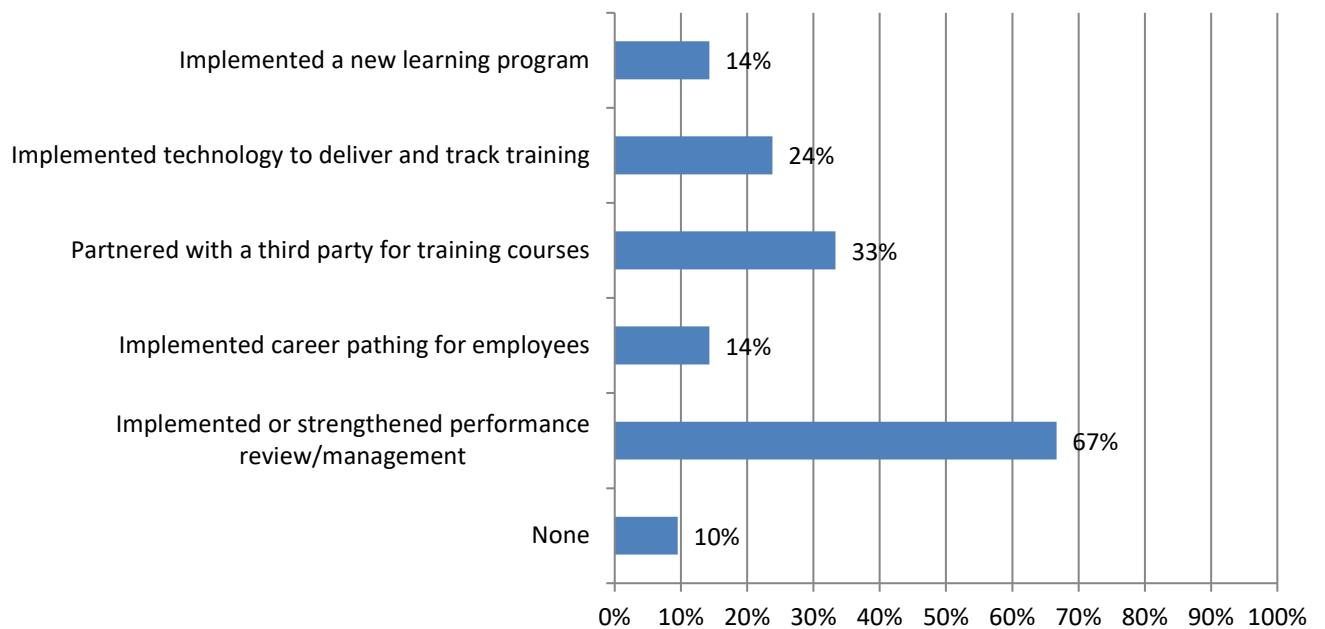 Implemented a new learning program
14%
Implemented technology to deliver and track training
24%
Partnered with a third party for training courses
33%
Implemented career pathing for employees
14%
Implemented or strengthened performance
review/management
67%
None
10%
0% 10% 20% 30% 40% 50% 60% 70% 80% 90% 100%